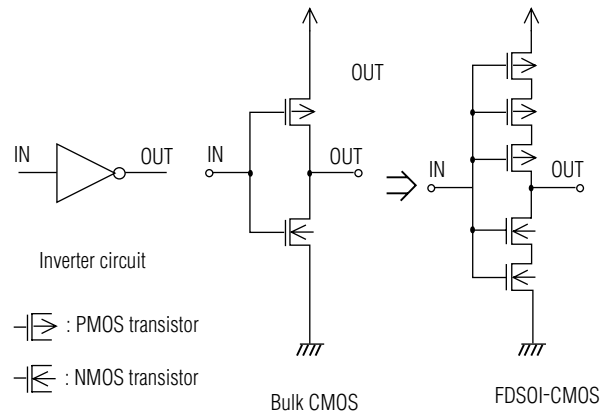 OUT
IN
OUT
IN
OUT
IN
OUT
Inverter circuit
: PMOS transistor
: NMOS transistor
Bulk CMOS
FDSOI-CMOS